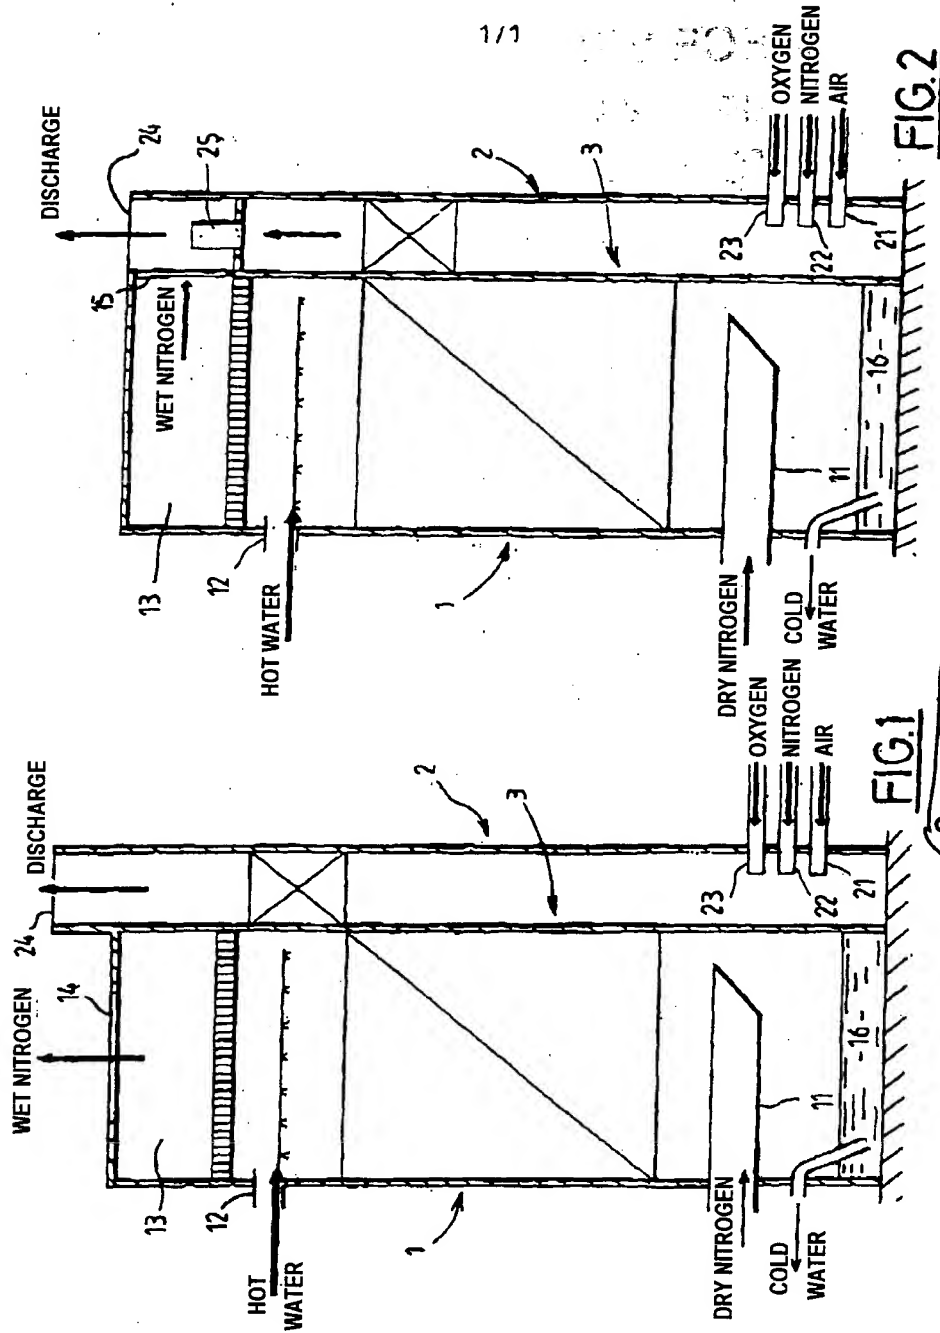 1/1
DISCHARGE
24
25
15
WET NITROGEN
13
12
HOT WATER
2
3
1
OXYGEN
NITROGEN
AIR
23
22
21
11
-16-
DRY NITROGEN
COLD
WATER
FIG.2
WET NITROGEN
24
DISCHARGE
14
13
12
HOT
WATER
2
3
1
OXYGEN
NITROGEN
AIR
23
22
21
11
-16-
DRY NITROGEN
COLD
WATER
FIG.1